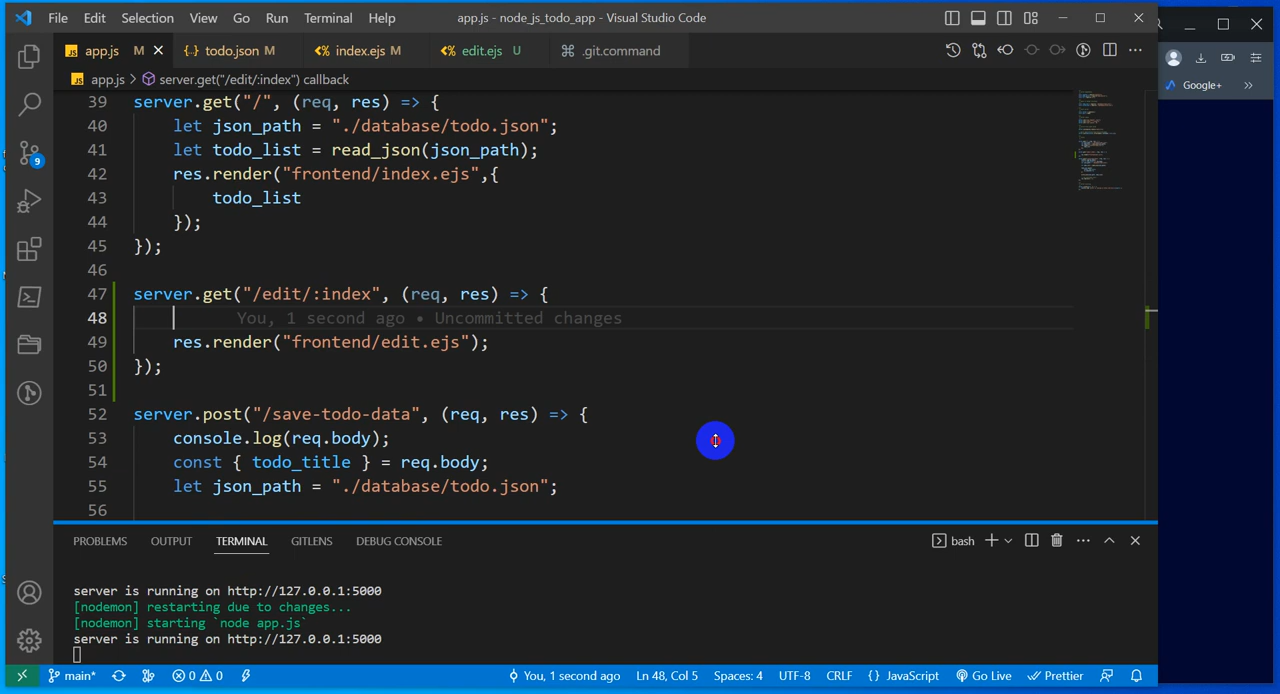 File Edit Selection View Go Run Terminal Help app.js - node_js_todo_app - Visual Studio Code
JS app.js M {} todo.json M <% index.ejs M <% edit.ejs U .git.command
JS app.js > server.get("/edit/:index") callback
Google+ »
39 server.get("/", (req, res) => {
40 let json_path = "./database/todo.json";
41 let todo_list = read_json(json_path);
42 res.render("frontend/index.ejs",{
43 todo_list
44 });
45 });
46
47 server.get("/edit/:index", (req, res) => {
48 You, 1 second ago • Uncommitted changes
49 res.render("frontend/edit.ejs");
50 });
51
52 server.post("/save-todo-data", (req, res) => {
53 console.log(req.body);
54 const { todo_title } = req.body;
55 let json_path = "./database/todo.json";
56
9
PROBLEMS OUTPUT TERMINAL GITLENS DEBUG CONSOLE bash
server is running on http://127.0.0.1:5000
[nodemon] restarting due to changes...
[nodemon] starting `node app.js`
server is running on http://127.0.0.1:5000
main* 0 0 You, 1 second ago Ln 48, Col 5 Spaces: 4 UTF-8 CRLF {} JavaScript Go Live Prettier